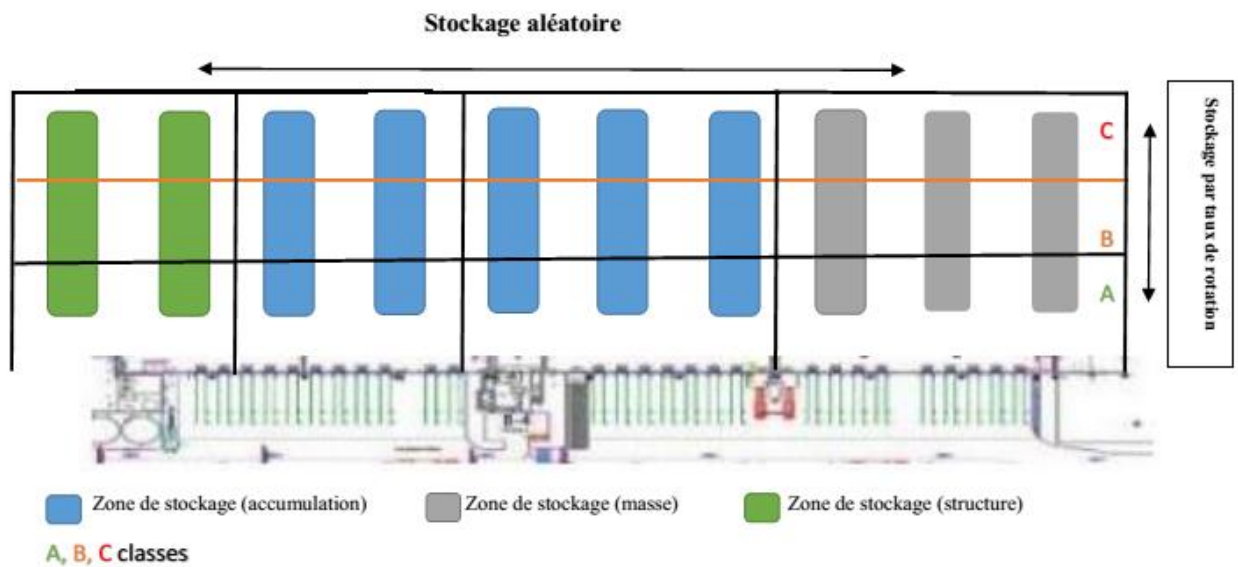 Stockage aléatoire
C
B
A
Stockage par taux de rotation
Zone de stockage (accumulation)
Zone de stockage (masse)
Zone de stockage (structure)
A, B, C classes